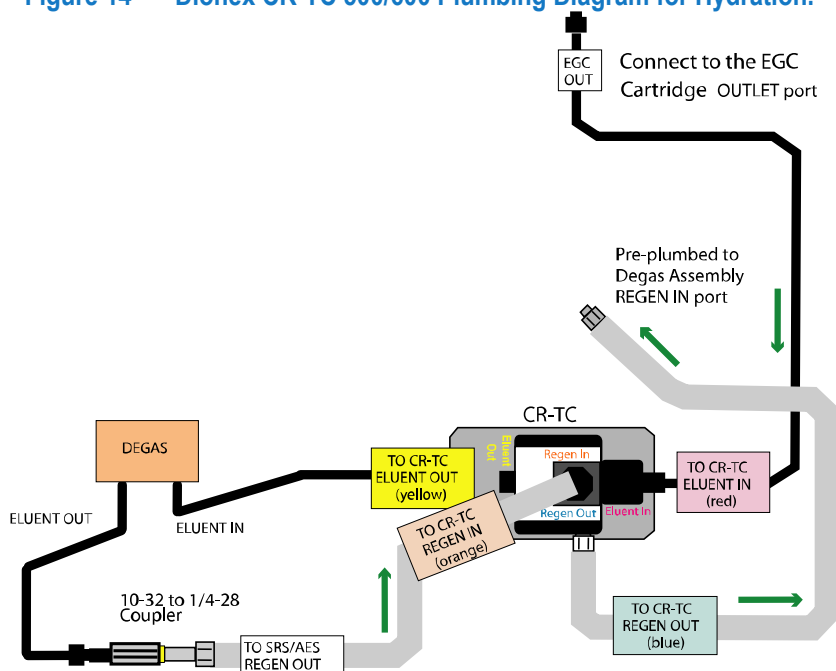 Figure 14 Dionex CR-TC 500/600 Plumbing Diagram for Hydration.
EGC
OUT
Connect to the EGC
Cartridge OUTLET port
Pre-plumbed to
Degas Assembly
REGEN IN port
CR-TC
DEGAS
TO CR-TC
ELUENT OUT
(yellow)
Eluent
Out
Regen In
Regen Out
Eluent In
TO CR-TC
ELUENT IN
(red)
ELUENT OUT
ELUENT IN
TO CR-TC
REGEN IN
(orange)
10-32 to 1/4-28
Coupler
TO SRS/AES
REGEN OUT
TO CR-TC
REGEN OUT
(blue)